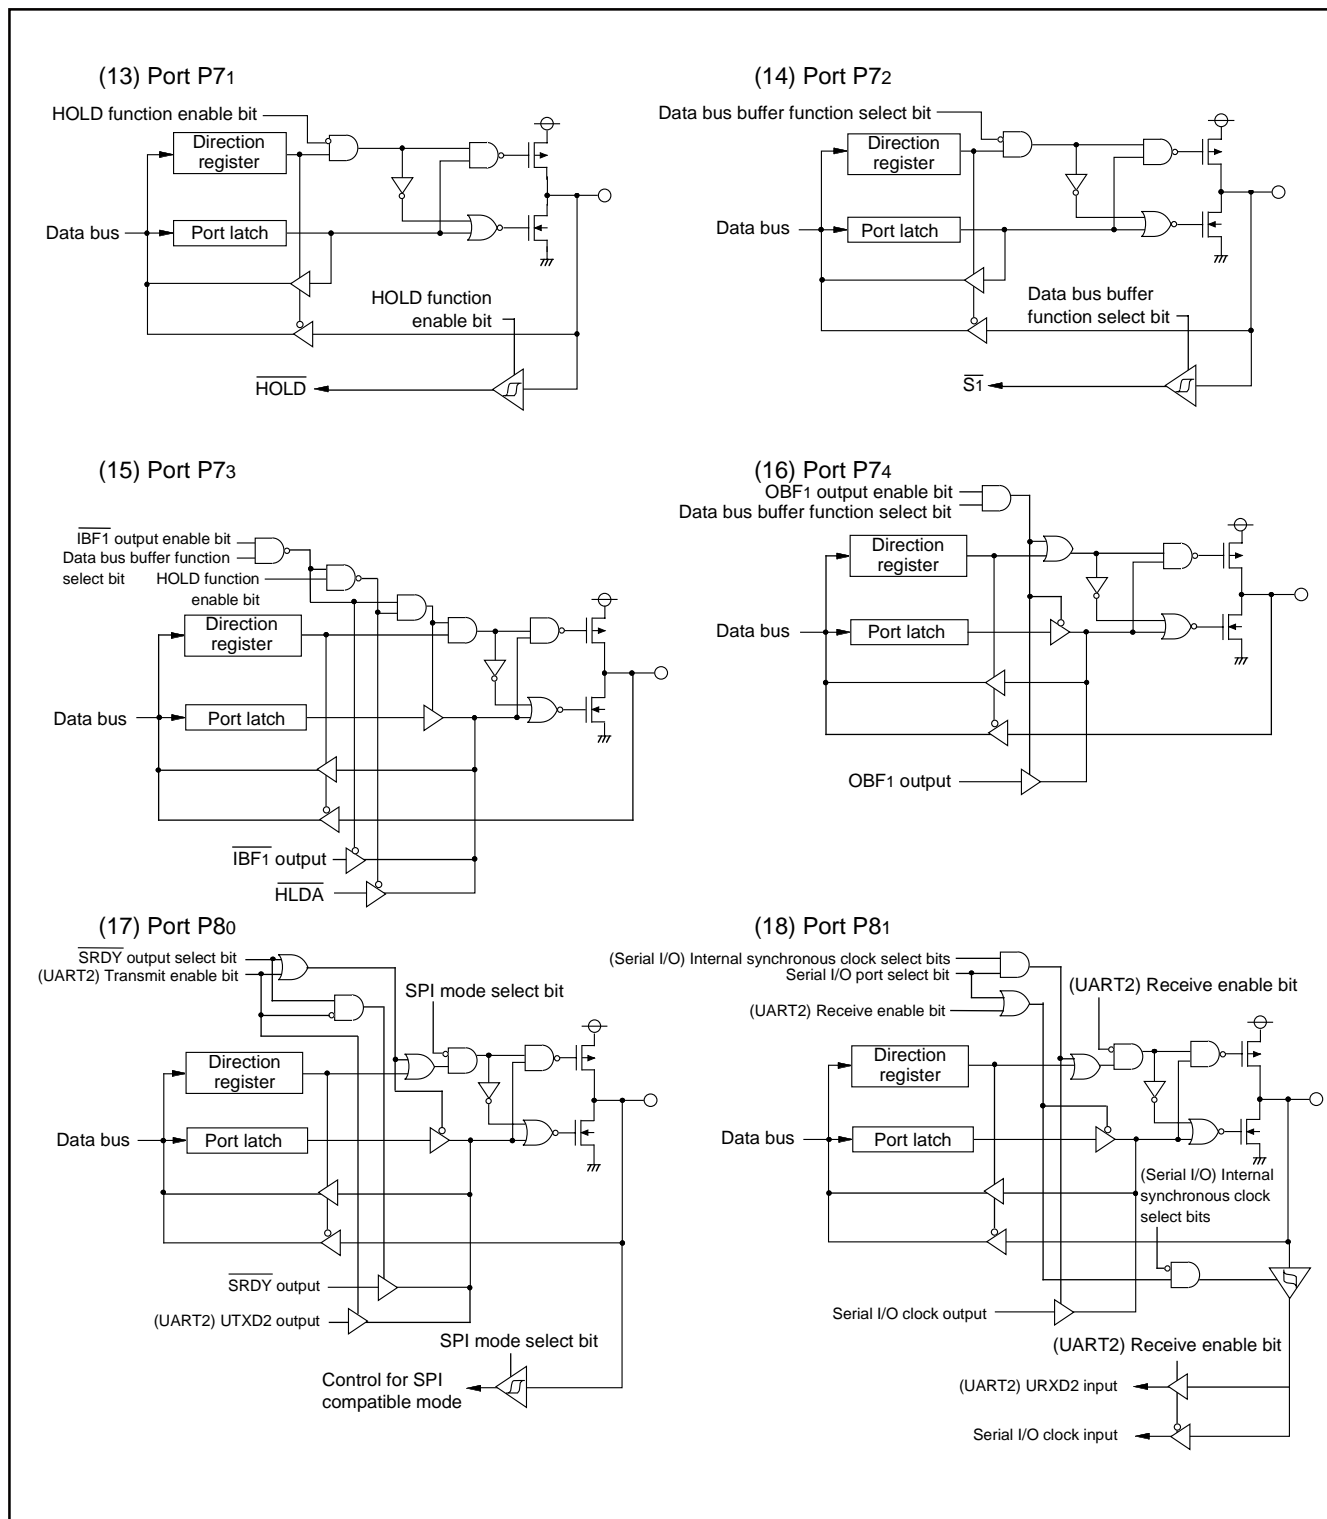 (13) Port P71
HOLD function enable bit
Direction
register
Data bus
Port latch
HOLD function
enable bit
HOLD
(14) Port P72
Data bus buffer function select bit
Direction
register
Data bus
Port latch
Data bus buffer
function select bit
S1
(15) Port P73
IBF1 output enable bit
Data bus buffer function
select bit
HOLD function
enable bit
Direction
register
Data bus
Port latch
IBF1 output
HLDA
(16) Port P74
OBF1 output enable bit
Data bus buffer function select bit
Direction
register
Data bus
Port latch
OBF1 output
(17) Port P80
SRDY output select bit
(UART2) Transmit enable bit
SPI mode select bit
Direction
register
Data bus
Port latch
SRDY output
(UART2) UTXD2 output
SPI mode select bit
Control for SPI
compatible mode
(18) Port P81
(Serial I/O) Internal synchronous clock select bits
Serial I/O port select bit
(UART2) Receive enable bit
(UART2) Receive enable bit
Direction
register
Data bus
Port latch
(Serial I/O) Internal
synchronous clock
select bits
Serial I/O clock output
(UART2) Receive enable bit
(UART2) URXD2 input
Serial I/O clock input